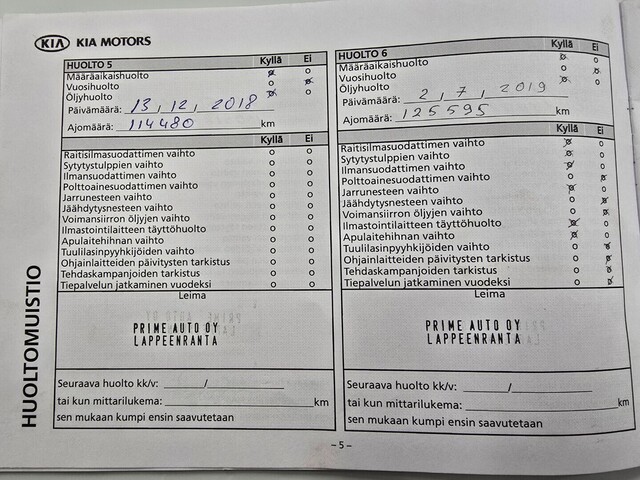 KIA KIA MOTORS
HUOLTOMUISTIO
HUOLTO 5 Kyllä Ei
Määräaikaishuolto
Vuosihuolto
Öljyhuolto
Päivämäärä: 13, 12, 2018
Ajomäärä: 114480 km
Kyllä Ei
Raitisilmasuodattimen vaihto
Sytytystulppien vaihto
Ilmansuodattimen vaihto
Polttoainesuodattimen vaihto
Jarrunesteen vaihto
Jäähdytysnesteen vaihto
Voimansiirron öljyjen vaihto
Ilmastointilaitteen täyttöhuolto
Apulaitehihnan vaihto
Tuulilasinpyyhkijöiden vaihto
Ohjainlaitteiden päivitysten tarkistus
Tehdaskampanjoiden tarkistus
Tiepalvelun jatkaminen vuodeksi
Leima
PRIME AUTO OY
LAPPEENRANTA
Seuraava huolto kk/v: /
tai kun mittarilukema: km
sen mukaan kumpi ensin saavutetaan
HUOLTO 6 Kyllä Ei
Määräaikaishuolto
Vuosihuolto
Öljyhuolto
Päivämäärä: 2, 7, 2019
Ajomäärä: 125595 km
Kyllä Ei
Raitisilmasuodattimen vaihto
Sytytystulppien vaihto
Ilmansuodattimen vaihto
Polttoainesuodattimen vaihto
Jarrunesteen vaihto
Jäähdytysnesteen vaihto
Voimansiirron öljyjen vaihto
Ilmastointilaitteen täyttöhuolto
Apulaitehihnan vaihto
Tuulilasinpyyhkijöiden vaihto
Ohjainlaitteiden päivitysten tarkistus
Tehdaskampanjoiden tarkistus
Tiepalvelun jatkaminen vuodeksi
Leima
PRIME AUTO OY
LAPPEENRANTA
Seuraava huolto kk/v: /
tai kun mittarilukema: km
sen mukaan kumpi ensin saavutetaan
–5–